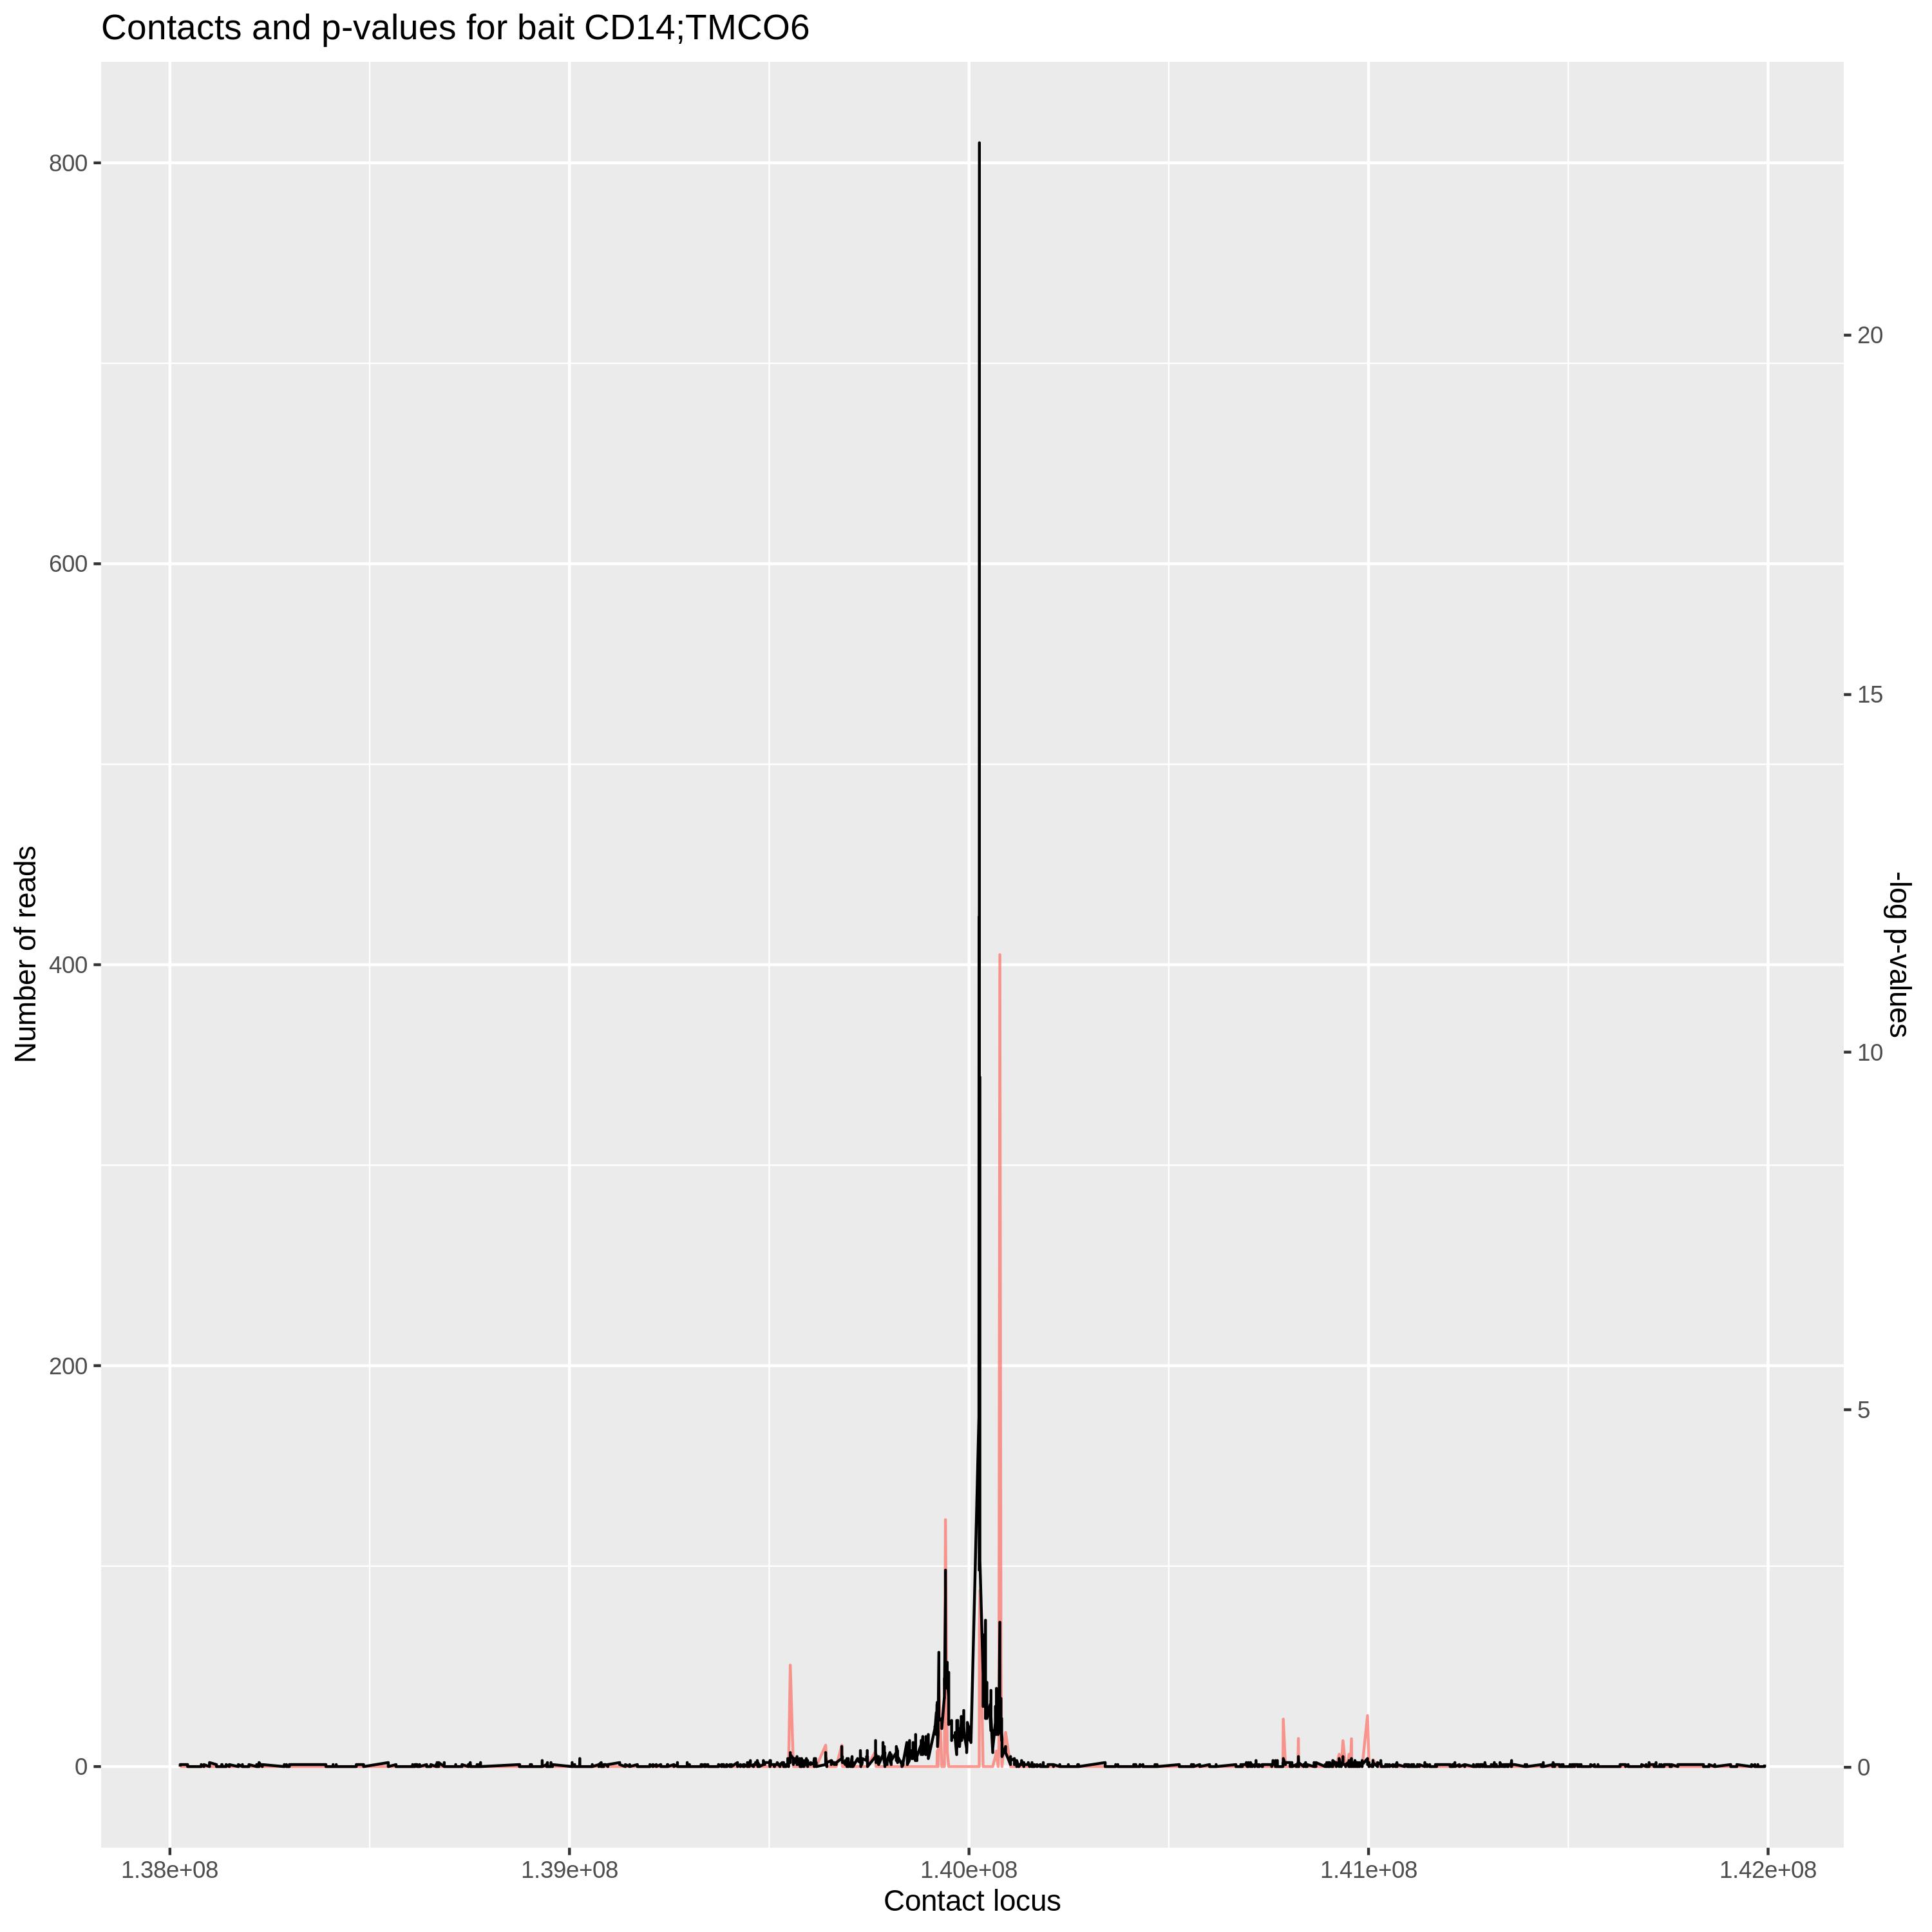 Contacts and p-values for bait CD14;TMCO6
800
600
400
200
0
Number of reads
20
15
10
5
0
-log p-values
1.38e+08 1.39e+08 1.40e+08 1.41e+08 1.42e+08
Contact locus